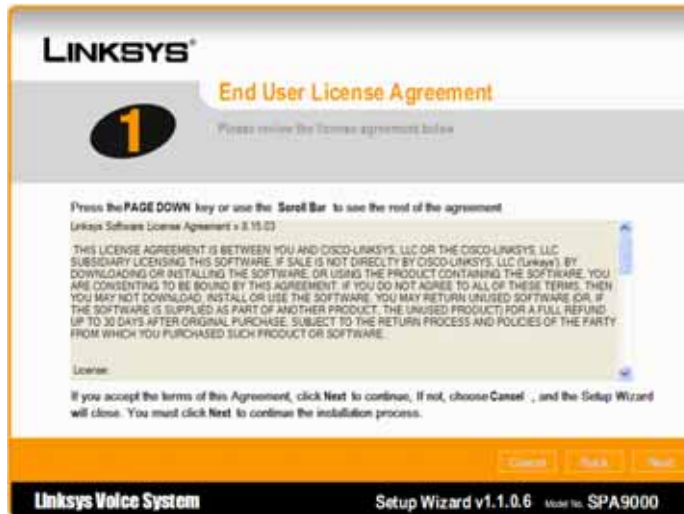 LINKSYS®
End User License Agreement
1
Please review the license agreement below
Press the PAGE DOWN key or use the Scroll Bar to see the rest of the agreement
Linksys Software License Agreement v 8.15.03
THIS LICENSE AGREEMENT IS BETWEEN YOU AND CISCO-LINKSYS, LLC OR THE CISCO-LINKSYS, LLC
SUBSIDIARY LICENSING THIS SOFTWARE, IF SALE IS NOT DIRECLTY BY CISCO-LINKSYS, LLC (Linksys). BY
DOWNLOADING OR INSTALLING THE SOFTWARE, OR USING THE PRODUCT CONTAINING THE SOFTWARE, YOU
ARE CONSENTING TO BE BOUND BY THIS AGREEMENT. IF YOU DO NOT AGREE TO ALL OF THESE TERMS, THEN
YOU MAY NOT DOWNLOAD, INSTALL OR USE THE SOFTWARE. YOU MAY RETURN UNUSED SOFTWARE (OR, IF
THE SOFTWARE IS SUPPLIED AS PART OF ANOTHER PRODUCT, THE UNUSED PRODUCT) FOR A FULL REFUND
UP TO 30 DAYS AFTER ORIGINAL PURCHASE, SUBJECT TO THE RETURN PROCESS AND POLICIES OF THE PARTY
FROM WHICH YOU PURCHASED SUCH PRODUCT OR SOFTWARE.
License
If you accept the terms of this Agreement, click Next to continue, If not, choose Cancel , and the Setup Wizard
will close. You must click Next to continue the installation process.
Cancel Back Next
Linksys Voice System Setup Wizard v1.1.0.6 Model No. SPA9000